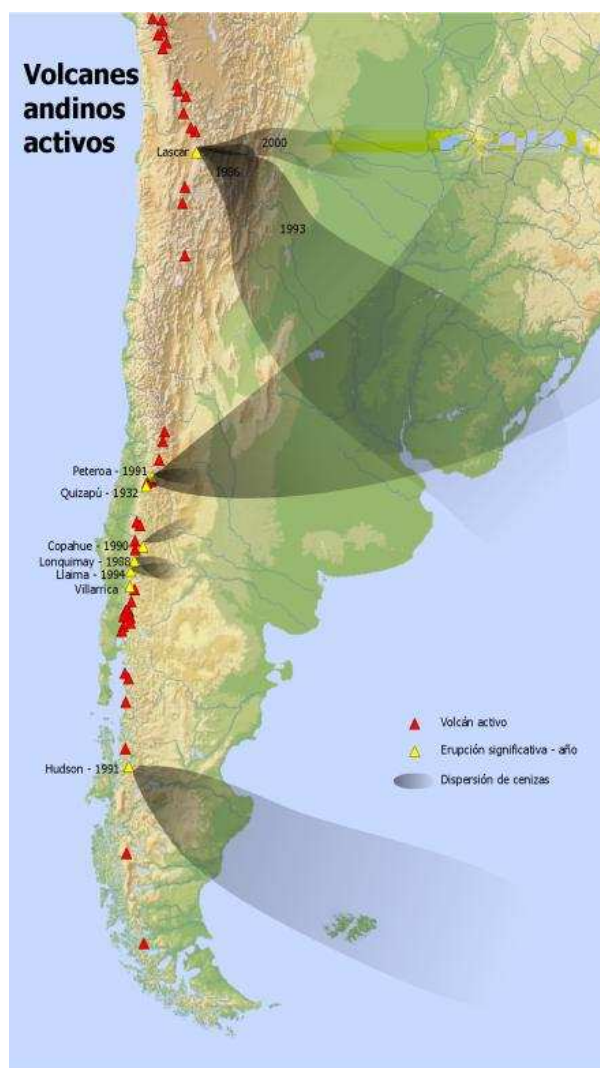 Volcanes
andinos
activos
Lascar
2000
1986
1993
Peteroa - 1991
Quizapú - 1932
Copahue - 1990
Lonquimay - 1988
Llaima - 1994
Villarrica
Volcán activo
Erupción significativa - año
Hudson - 1991
Dispersión de cenizas